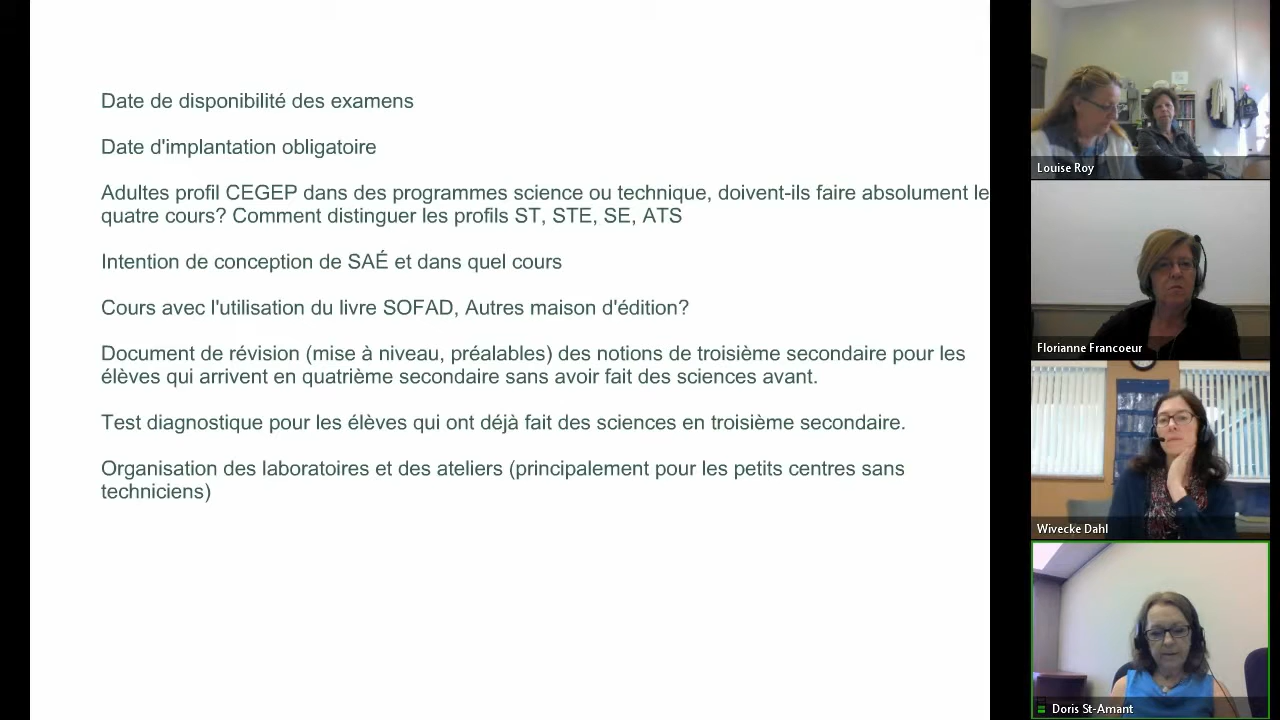 Date de disponibilité des examens
Date d'implantation obligatoire
Adultes profil CEGEP dans des programmes science ou technique, doivent-ils faire absolument le
quatre cours? Comment distinguer les profils ST, STE, SE, ATS
Intention de conception de SAÉ et dans quel cours
Cours avec l'utilisation du livre SOFAD, Autres maison d'édition?
Document de révision (mise à niveau, préalables) des notions de troisième secondaire pour les
élèves qui arrivent en quatrième secondaire sans avoir fait des sciences avant.
Test diagnostique pour les élèves qui ont déjà fait des sciences en troisième secondaire.
Organisation des laboratoires et des ateliers (principalement pour les petits centres sans
techniciens)
Louise Roy
Florianne Francoeur
Wivecke Dahl
Doris St-Amant